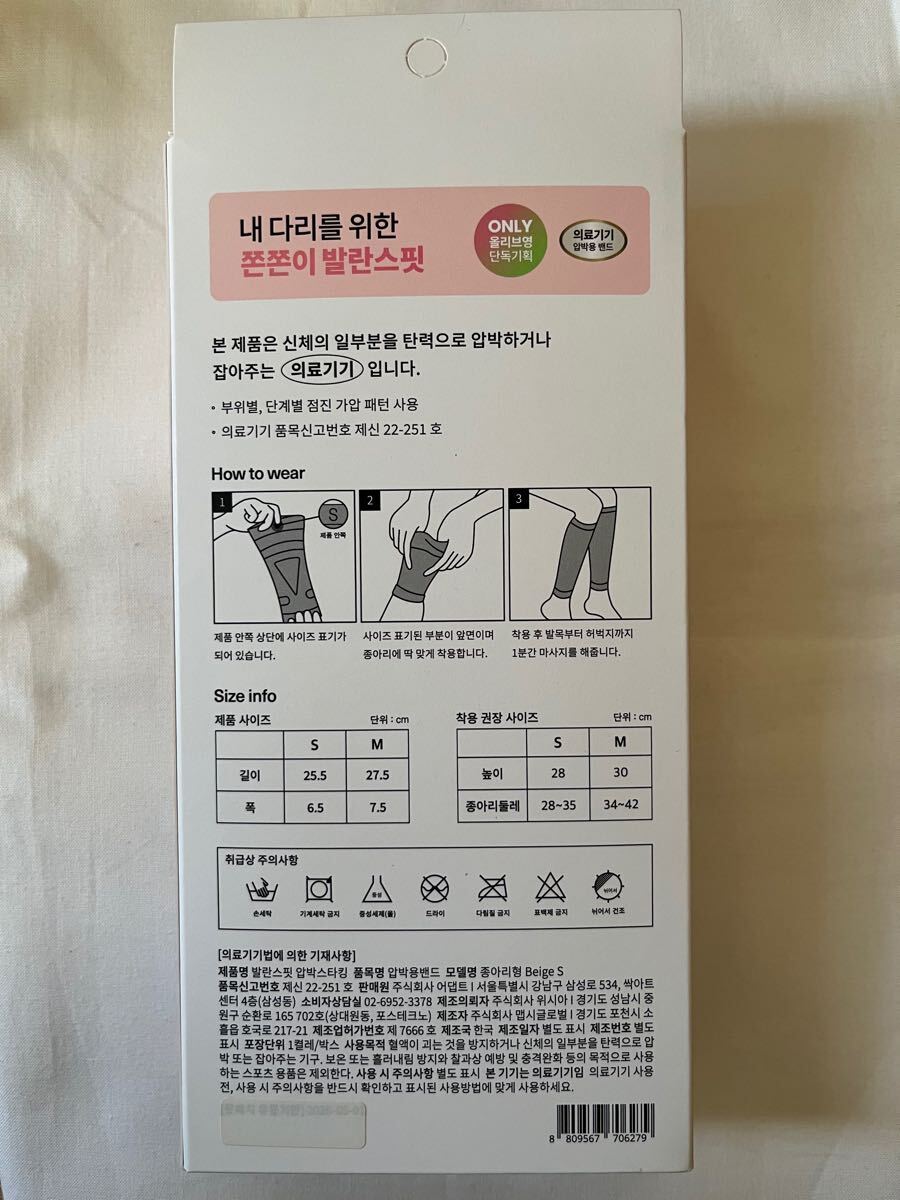 내 다리를 위한
쫀쫀이 발란스핏
ONLY
올리브영
단독기획
의료기기
압박용 밴드
본 제품은 신체의 일부분을 탄력으로 압박하거나
잡아주는 의료기기 입니다.
• 부위별, 단계별 점진 가압 패턴 사용
• 의료기기 품목신고번호 제신 22-251 호
How to wear
1
S
제품 안쪽
2
3
제품 안쪽 상단에 사이즈 표기가
되어 있습니다.
사이즈 표기된 부분이 앞면이며
종아리에 딱 맞게 착용합니다.
착용 후 발목부터 허벅지까지
1분간 마사지를 해줍니다.
Size info
제품 사이즈 단위 : cm
S M
길이 25.5 27.5
폭 6.5 7.5
착용 권장 사이즈 단위 : cm
S M
높이 28 30
종아리둘레 28~35 34~42
취급상 주의사항
중성
뉘어서
손세탁 기계세탁 금지 중성세제(울) 드라이 다림질 금지 표백제 금지 뉘어서 건조
[의료기기법에 의한 기재사항]
제품명 발란스핏 압박스타킹 품목명 압박용밴드 모델명 종아리형 Beige S
품목신고번호 제신 22-251 호 판매원 주식회사 어댑트 I 서울특별시 강남구 삼성로 534, 싹아트
센터 4층(삼성동) 소비자상담실 02-6952-3378 제조의뢰자 주식회사 위시아 I 경기도 성남시 중
원구 순환로 165 702호(상대원동, 포스테크노) 제조자 주식회사 맵시글로벌 I 경기도 포천시 소
흘읍 호국로 217-21 제조업허가번호 제 7666 호 제조국 한국 제조일자 별도 표시 제조번호 별도
표시 포장단위 1켤레/박스 사용목적 혈액이 괴는 것을 방지하거나 신체의 일부분을 탄력으로 압
박 또는 잡아주는 기구. 보온 또는 흘러내림 방지와 찰과상 예방 및 충격완화 등의 목적으로 사용
하는 스포츠 용품은 제외한다. 사용 시 주의사항 별도 표시 본 기기는 의료기기임 의료기기 사용
전, 사용 시 주의사항을 반드시 확인하고 표시된 사용방법에 맞게 사용하세요.
8 809567 706279